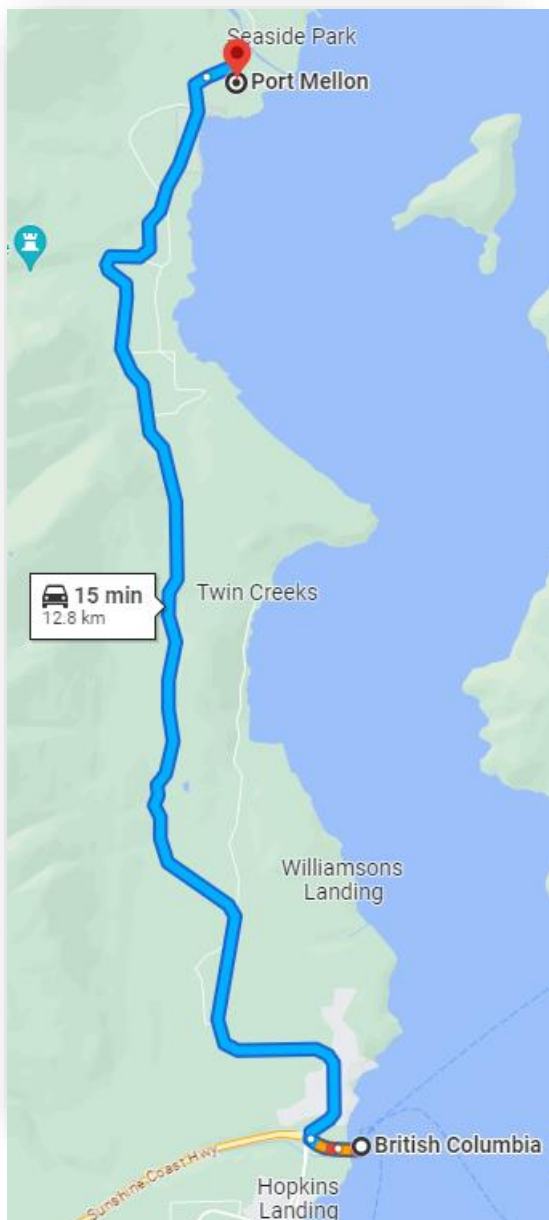 Seaside Park
Port Mellon
15 min
12.8 km
Twin Creeks
Williamsons
Landing
British Columbia
Sunshine Coast Hwy
Hopkins
Landing